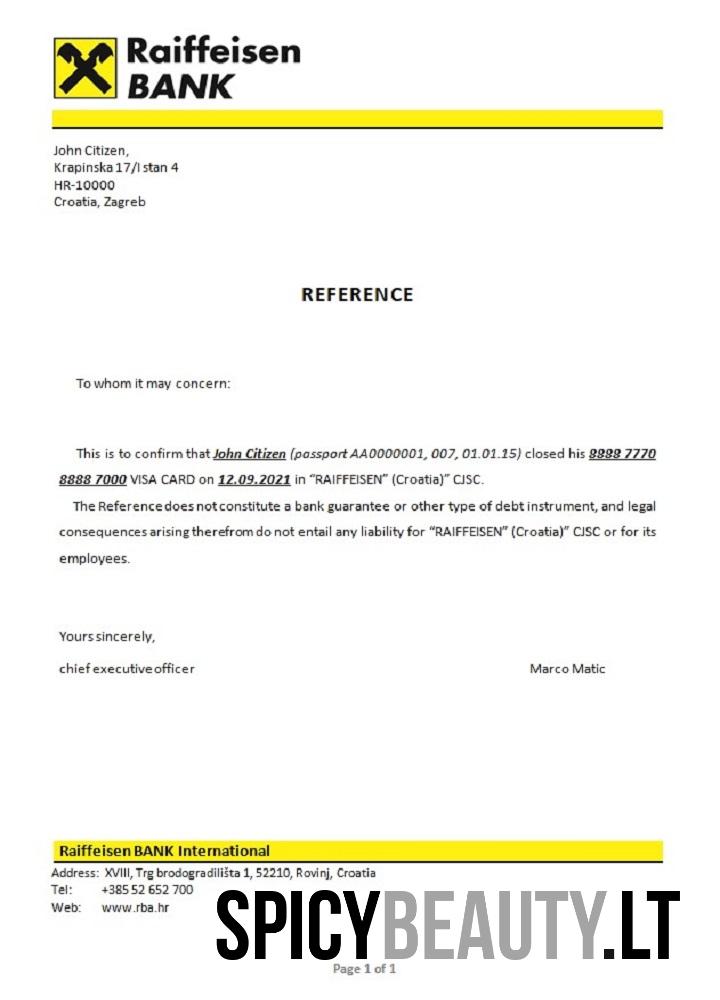 Raiffeisen
BANK
John Citizen,
Krapinska 17/I stan 4
HR-10000
Croatia, Zagreb
REFERENCE
To whom it may concern:
This is to confirm that John Citizen (passport AA0000001, 007, 01.01.15) closed his 8888 7770
8888 7000 VISA CARD on 12.09.2021 in “RAIFFEISEN” (Croatia)” CJSC.
The Reference does not constitute a bank guarantee or other type of debt instrument, and legal
consequences arising therefrom do not entail any liability for “RAIFFEISEN” (Croatia)” CJSC or for its
employees.
Yours sincerely,
chief executive officer Marco Matic
Raiffeisen BANK International
Address: XVIII, Trg brodogradilišta 1, 52210, Rovinj, Croatia
Tel: +385 52 652 700
Web: www.rba.hr
SPICYBEAUTY.LT
Page 1 of 1